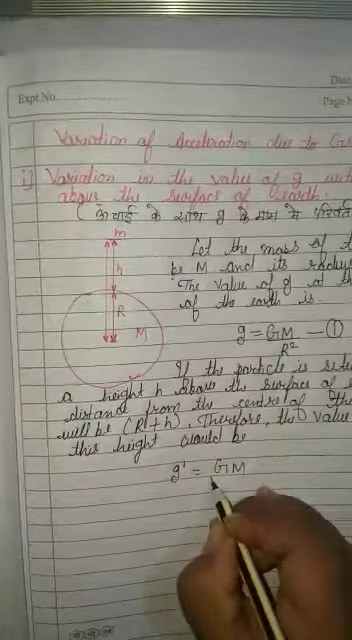 Date
Expt.No.
Page N
Variation of Acceleration due to
i) Variation in the value of g
above the surface of Earth.
( ऊंचाई के साथ g के मान में परिवर्त
m
h
R
M
Let the mass of
be M and its radius
The value of g at th
of the earth is.
g = GM/R² — ①
If the particle is
a height h above the surface of
distance from the centre of the
will be (R+h). Therefore, the value
this height would be
g' = GM